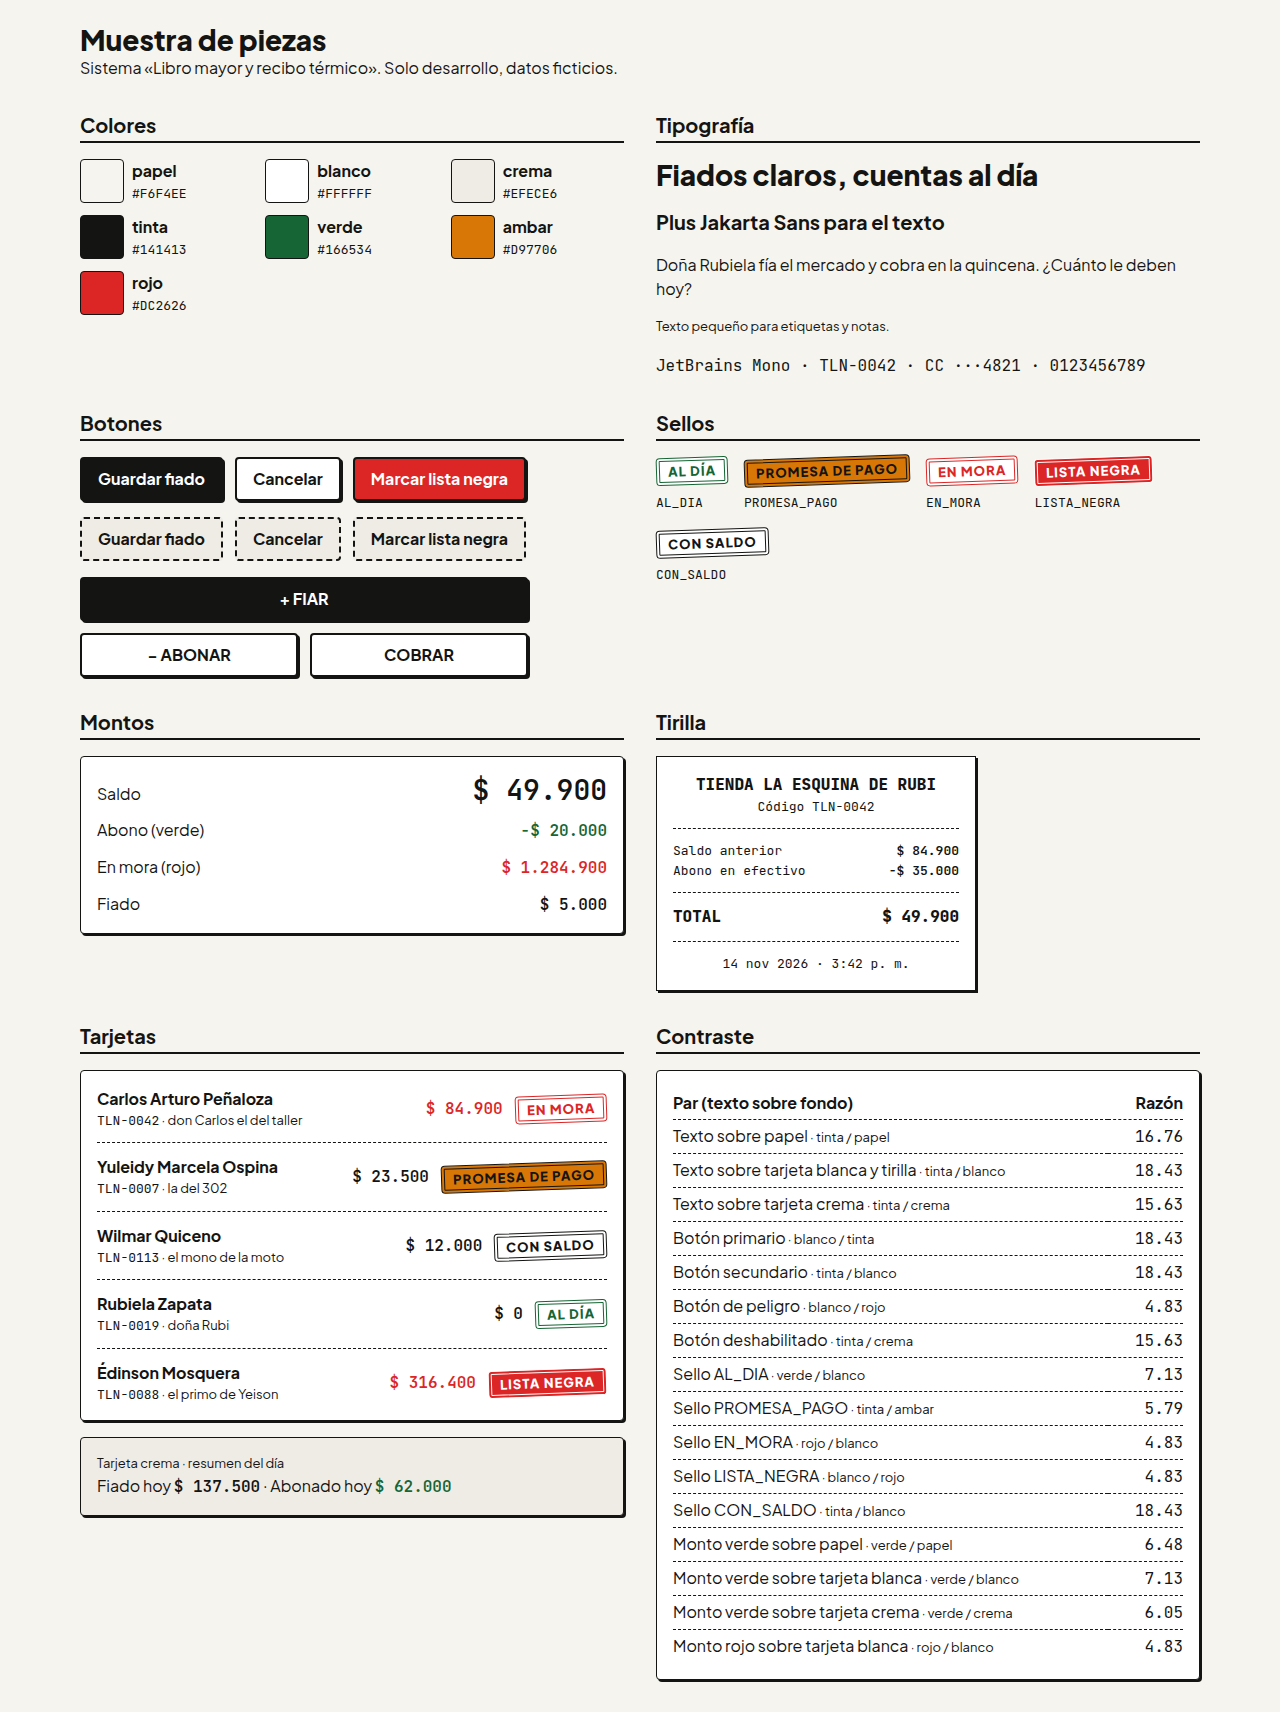 Muestra de piezas
Sistema «Libro mayor y recibo térmico». Solo desarrollo, datos ficticios.
Colores
papel
#F6F4EE
blanco
#FFFFFF
crema
#EFECE6
tinta
#141413
verde
#166534
ambar
#D97706
rojo
#DC2626
Tipografía
Fiados claros, cuentas al día
Plus Jakarta Sans para el texto
Doña Rubiela fía el mercado y cobra en la quincena. ¿Cuánto le deben
hoy?
Texto pequeño para etiquetas y notas.
JetBrains Mono · TLN-0042 · CC ···4821 · 0123456789
Botones
Guardar fiado Cancelar Marcar lista negra
Guardar fiado Cancelar Marcar lista negra
+ FIAR
– ABONAR COBRAR
Sellos
AL DÍA
AL_DIA
PROMESA DE PAGO
PROMESA_PAGO
EN MORA
EN_MORA
LISTA NEGRA
LISTA_NEGRA
CON SALDO
CON_SALDO
Montos
Saldo $ 49.900
Abono (verde) -$ 20.000
En mora (rojo) $ 1.284.900
Fiado $ 5.000
Tirilla
TIENDA LA ESQUINA DE RUBI
Código TLN-0042
Saldo anterior $ 84.900
Abono en efectivo -$ 35.000
TOTAL $ 49.900
14 nov 2026 · 3:42 p. m.
Tarjetas
Carlos Arturo Peñaloza
TLN-0042 · don Carlos el del taller
$ 84.900 EN MORA
Yuleidy Marcela Ospina
TLN-0007 · la del 302
$ 23.500 PROMESA DE PAGO
Wilmar Quiceno
TLN-0113 · el mono de la moto
$ 12.000 CON SALDO
Rubiela Zapata
TLN-0019 · doña Rubi
$ 0 AL DÍA
Édinson Mosquera
TLN-0088 · el primo de Yeison
$ 316.400 LISTA NEGRA
Tarjeta crema · resumen del día
Fiado hoy $ 137.500 · Abonado hoy $ 62.000
Contraste
Par (texto sobre fondo) Razón
Texto sobre papel · tinta / papel 16.76
Texto sobre tarjeta blanca y tirilla · tinta / blanco 18.43
Texto sobre tarjeta crema · tinta / crema 15.63
Botón primario · blanco / tinta 18.43
Botón secundario · tinta / blanco 18.43
Botón de peligro · blanco / rojo 4.83
Botón deshabilitado · tinta / crema 15.63
Sello AL_DIA · verde / blanco 7.13
Sello PROMESA_PAGO · tinta / ambar 5.79
Sello EN_MORA · rojo / blanco 4.83
Sello LISTA_NEGRA · blanco / rojo 4.83
Sello CON_SALDO · tinta / blanco 18.43
Monto verde sobre papel · verde / papel 6.48
Monto verde sobre tarjeta blanca · verde / blanco 7.13
Monto verde sobre tarjeta crema · verde / crema 6.05
Monto rojo sobre tarjeta blanca · rojo / blanco 4.83